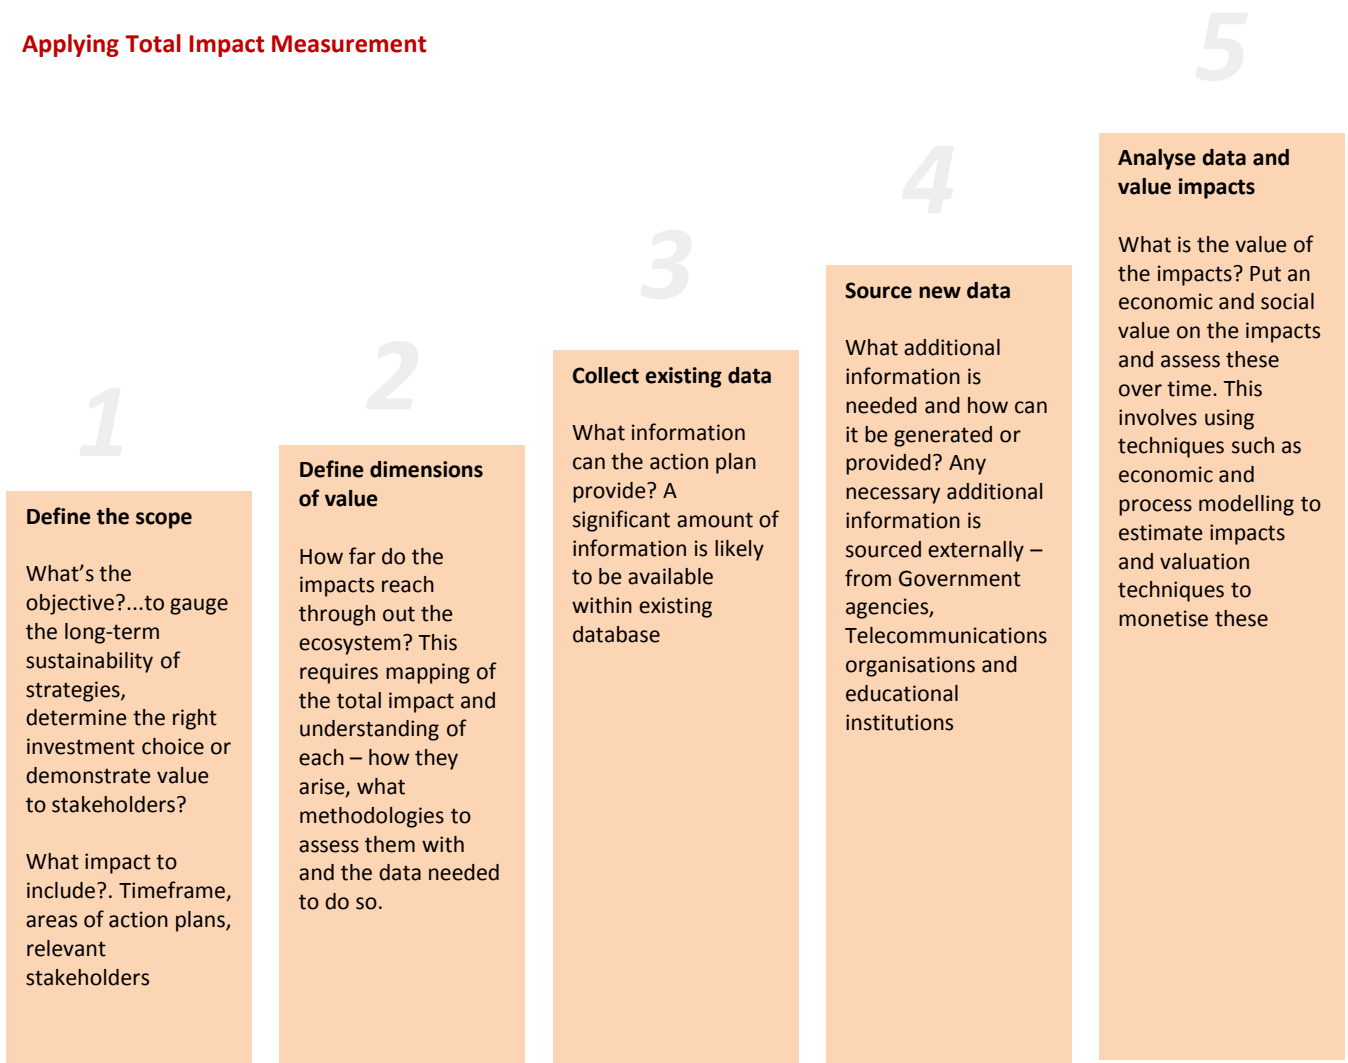 Applying Total Impact Measurement
1
Define the scope
What’s the
objective?...to gauge
the long-term
sustainability of
strategies,
determine the right
investment choice or
demonstrate value
to stakeholders?
What impact to
include?. Timeframe,
areas of action plans,
relevant
stakeholders
2
Define dimensions
of value
How far do the
impacts reach
through out the
ecosystem? This
requires mapping of
the total impact and
understanding of
each – how they
arise, what
methodologies to
assess them with
and the data needed
to do so.
3
Collect existing data
What information
can the action plan
provide? A
significant amount of
information is likely
to be available
within existing
database
4
Source new data
What additional
information is
needed and how can
it be generated or
provided? Any
necessary additional
information is
sourced externally –
from Government
agencies,
Telecommunications
organisations and
educational
institutions
5
Analyse data and
value impacts
What is the value of
the impacts? Put an
economic and social
value on the impacts
and assess these
over time. This
involves using
techniques such as
economic and
process modelling to
estimate impacts
and valuation
techniques to
monetise these